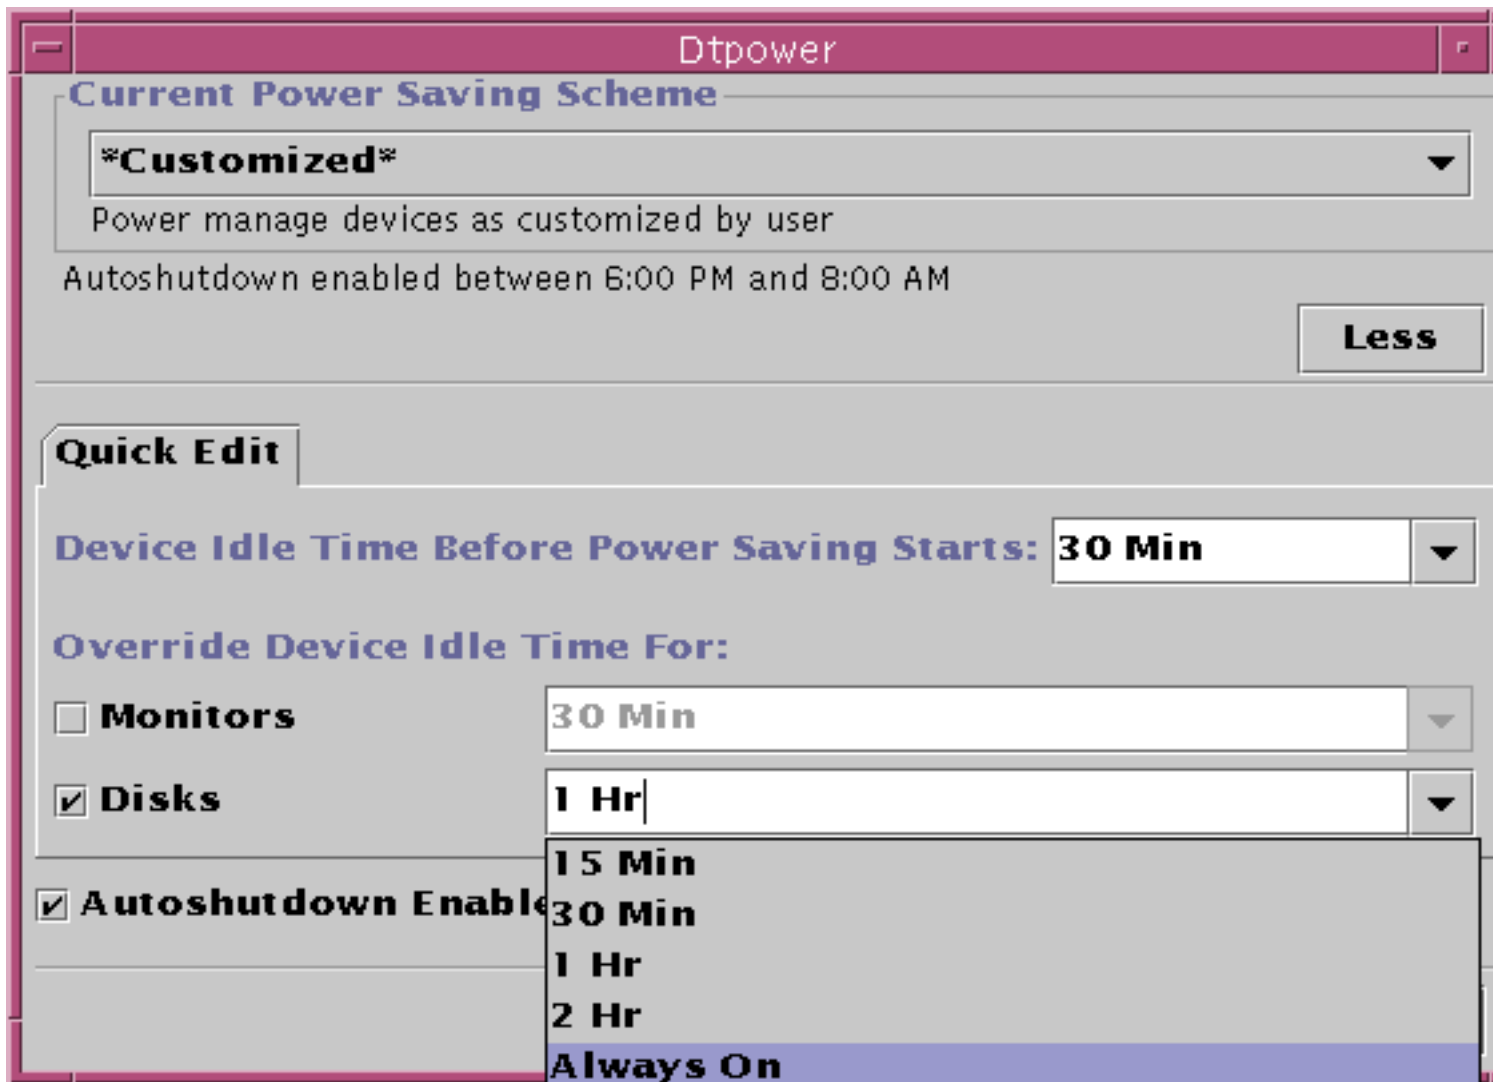 Dtpower
Current Power Saving Scheme
*Customized*
Power manage devices as customized by user
Autoshutdown enabled between 6:00 PM and 8:00 AM
Less
Quick Edit
Device Idle Time Before Power Saving Starts: 30 Min
Override Device Idle Time For:
Monitors 30 Min
Disks 1 Hr
15 Min
Autoshutdown Enable
30 Min
1 Hr
2 Hr
Always On